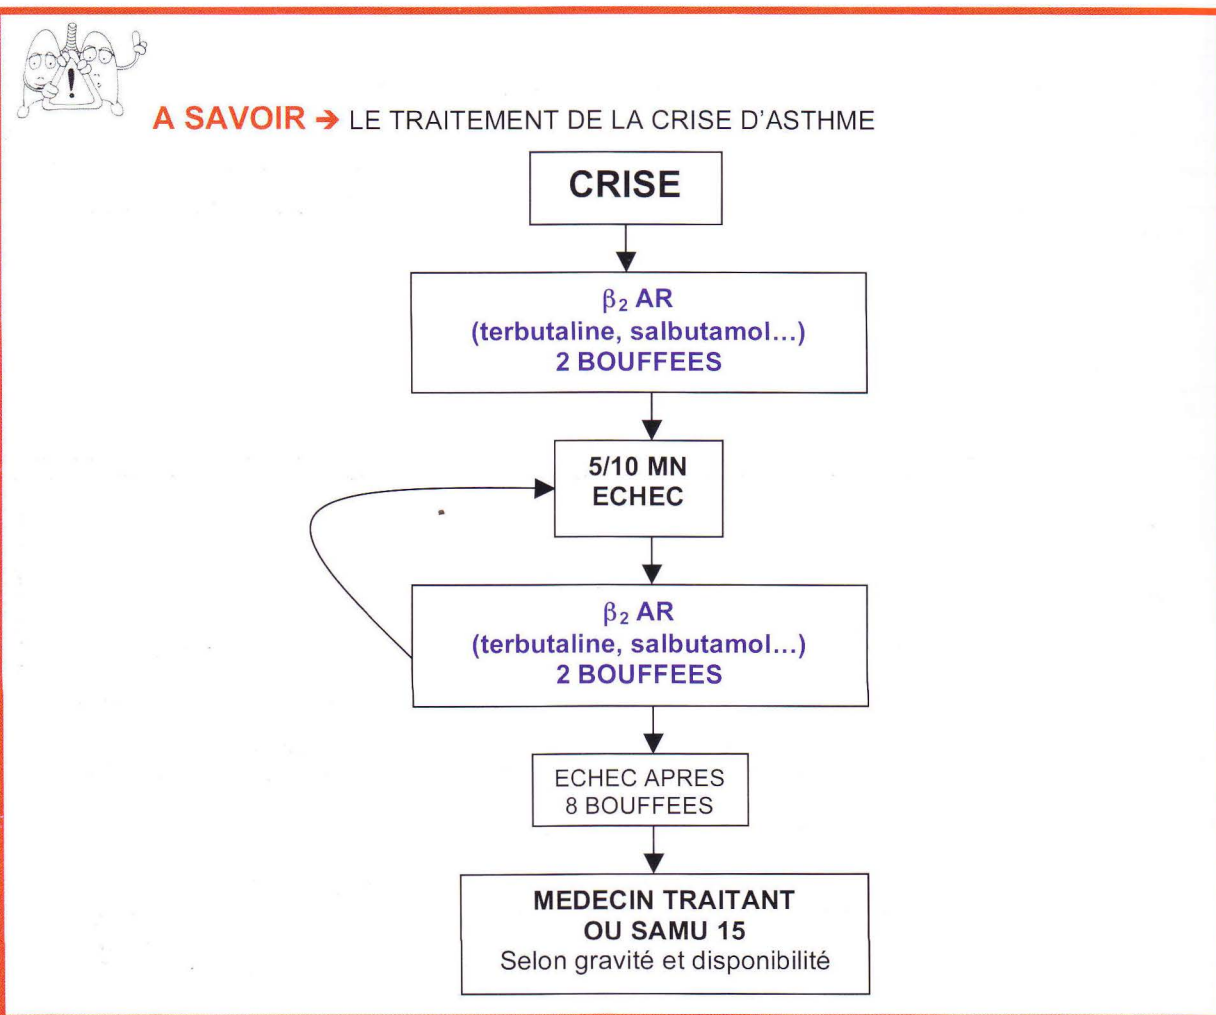 !
A SAVOIR → LE TRAITEMENT DE LA CRISE D'ASTHME
CRISE
β₂ AR
(terbutaline, salbutamol...)
2 BOUFFEES
5/10 MN
ECHEC
β₂ AR
(terbutaline, salbutamol...)
2 BOUFFEES
ECHEC APRES
8 BOUFFEES
MEDECIN TRAITANT
OU SAMU 15
Selon gravité et disponibilité